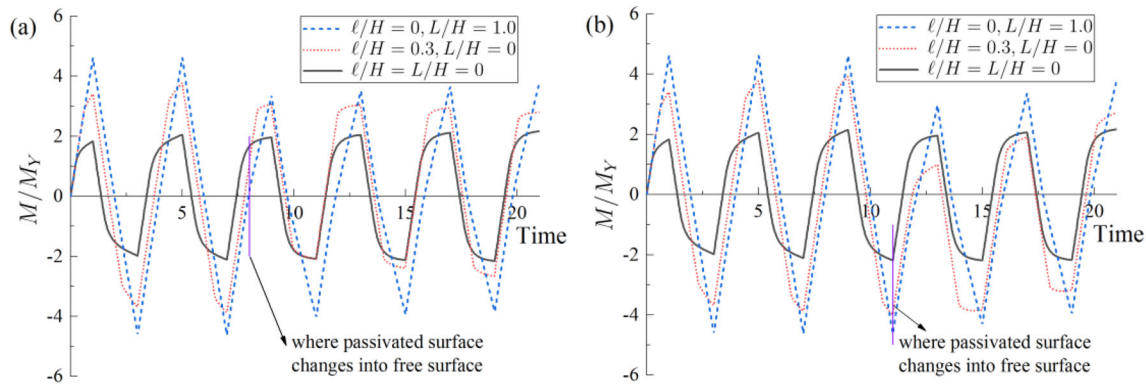 (a)
6
4
2
0
-2
-4
-6
M/M_Y
5
10
15
20
Time
ℓ/H = 0, L/H = 1.0
ℓ/H = 0.3, L/H = 0
ℓ/H = L/H = 0
where passivated surface
changes into free surface
(b)
6
4
2
0
-2
-4
-6
M/M_Y
5
10
15
20
Time
ℓ/H = 0, L/H = 1.0
ℓ/H = 0.3, L/H = 0
ℓ/H = L/H = 0
where passivated surface
changes into free surface